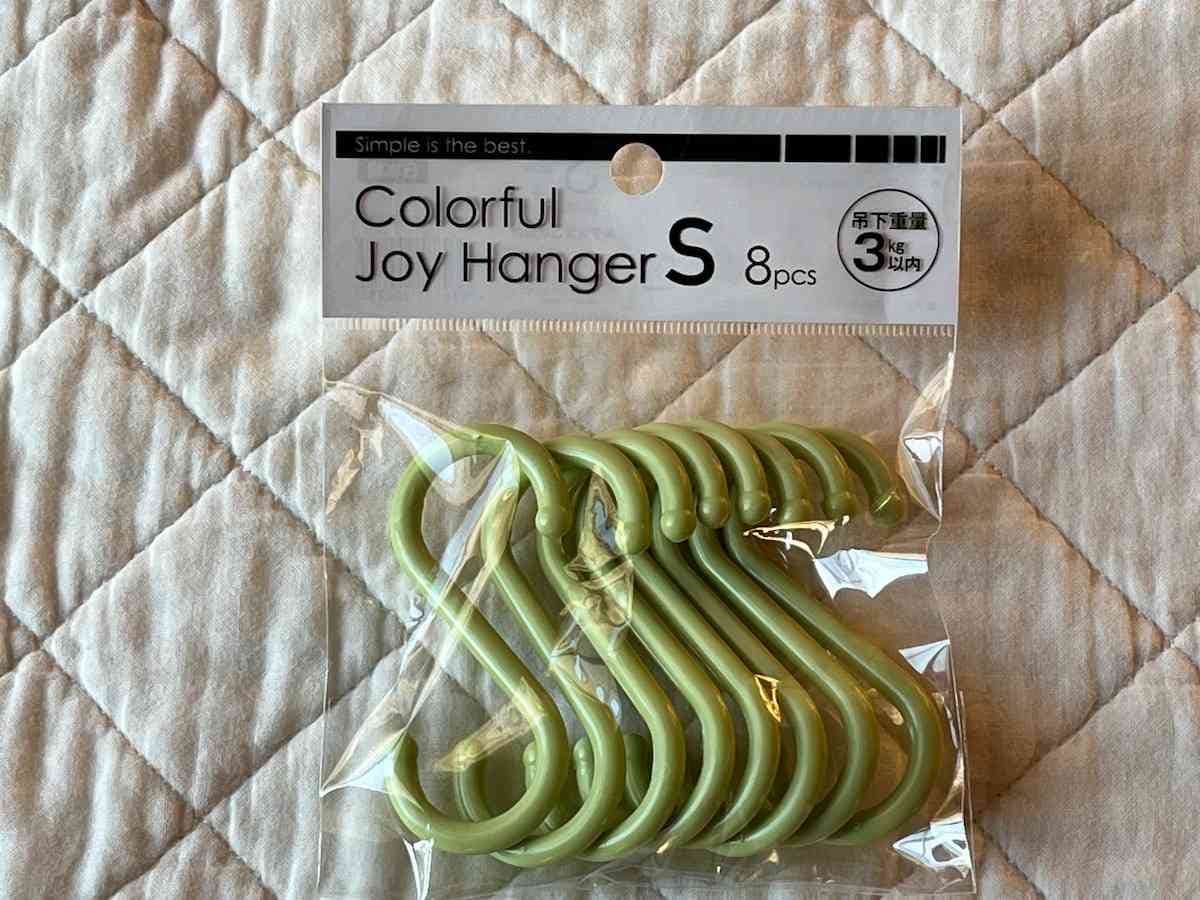 Simple is the best.
Colorful
Joy Hanger S 8pcs
吊下重量
3kg
以内